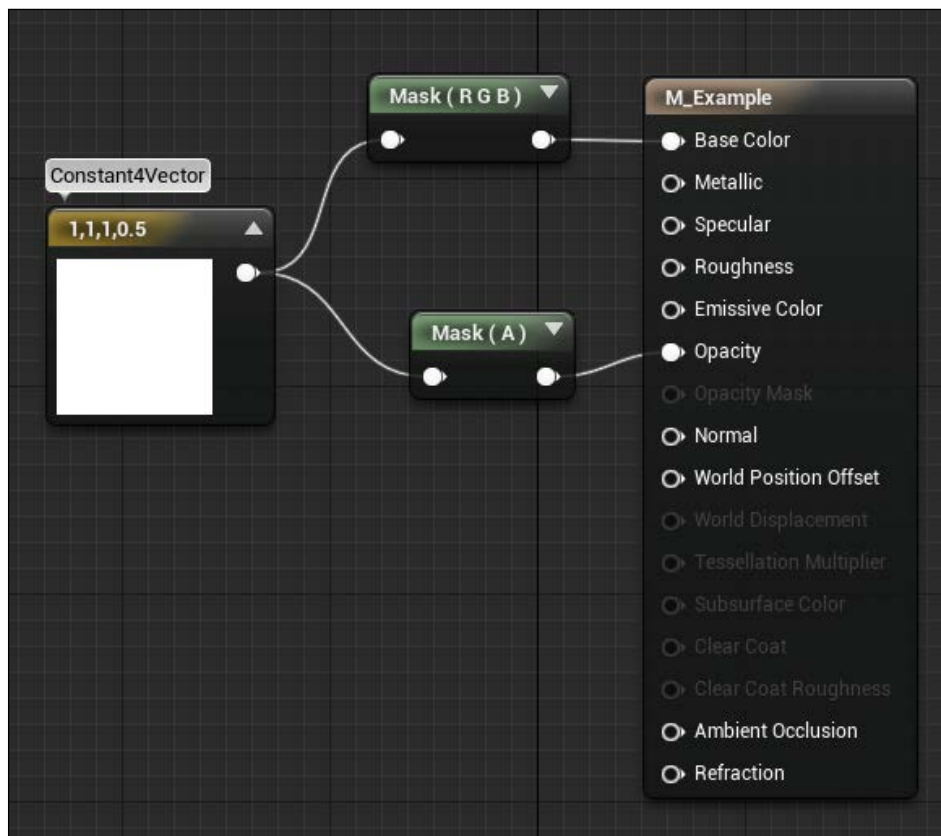 Constant4Vector
1,1,1,0.5
Mask ( R G B )
Mask ( A )
M_Example
Base Color
Metallic
Specular
Roughness
Emissive Color
Opacity
Opacity Mask
Normal
World Position Offset
World Displacement
Tessellation Multiplier
Subsurface Color
Clear Coat
Clear Coat Roughness
Ambient Occlusion
Refraction